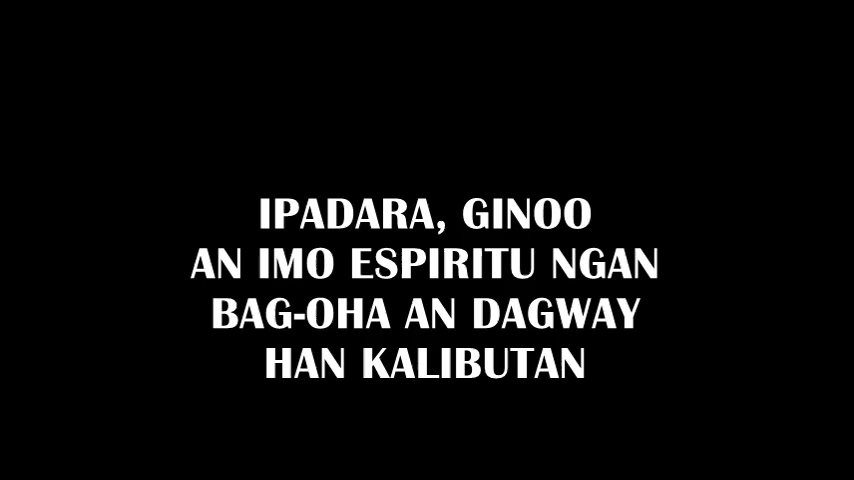 IPADARA, GINOO
AN IMO ESPIRITU NGAN
BAG-OHA AN DAGWAY
HAN KALIBUTAN